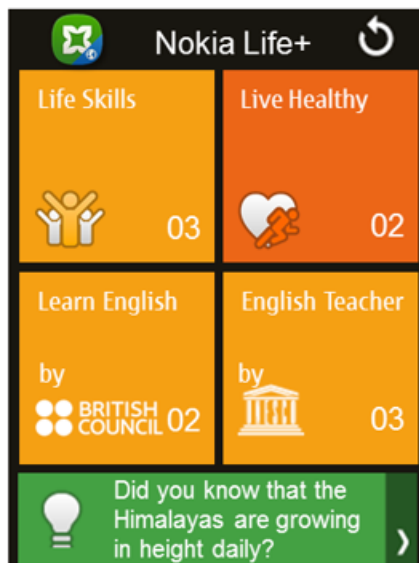 Nokia Life+
Life Skills
03
Live Healthy
02
Learn English
by
BRITISH
COUNCIL 02
English Teacher
by
03
Did you know that the
Himalayas are growing
in height daily?